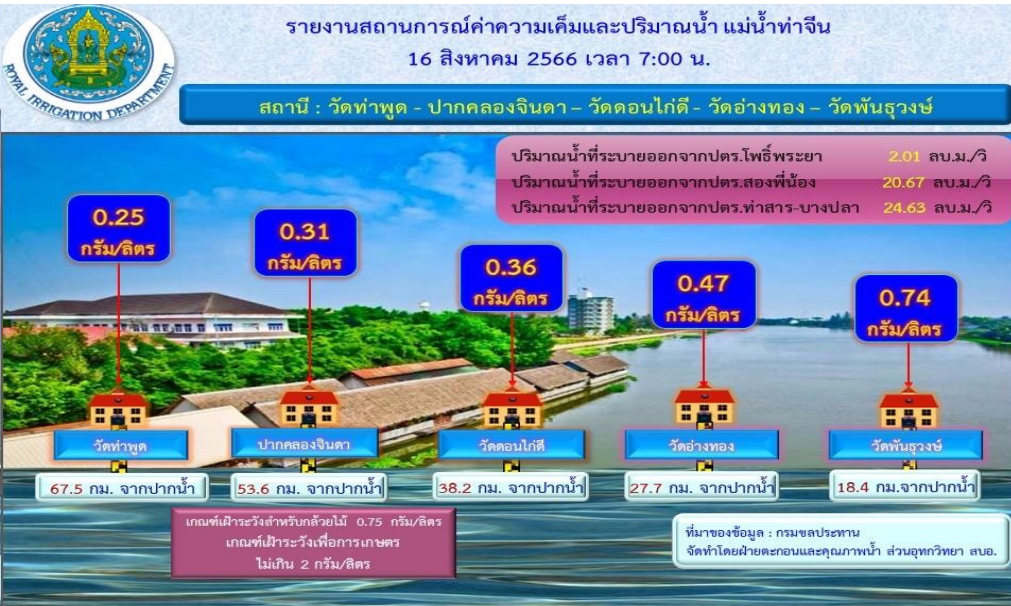 ROYAL IRRIGATION DEPARTMENT
รายงานสถานการณ์ค่าความเค็มและปริมาณน้ำ แม่น้ำท่าจีน
16 สิงหาคม 2566 เวลา 7:00 น.
สถานี : วัดท่าพูด - ปากคลองจินดา – วัดดอนไก่ดี - วัดอ่างทอง – วัดพันธุวงษ์
ปริมาณน้ำที่ระบายออกจากปตร.โพธิ์พระยา 2.01 ลบ.ม./วิ
ปริมาณน้ำที่ระบายออกจากปตร.สองพี่น้อง 20.67 ลบ.ม./วิ
ปริมาณน้ำที่ระบายออกจากปตร.ท่าสาร-บางปลา 24.63 ลบ.ม./วิ
0.25
กรัม/ลิตร
0.31
กรัม/ลิตร
0.36
กรัม/ลิตร
0.47
กรัม/ลิตร
0.74
กรัม/ลิตร
วัดท่าพูด
ปากคลองจินดา
วัดดอนไก่ดี
วัดอ่างทอง
วัดพันธุวงษ์
67.5 กม. จากปากน้ำ
53.6 กม. จากปากน้ำ
38.2 กม. จากปากน้ำ
27.7 กม. จากปากน้ำ
18.4 กม.จากปากน้ำ
เกณฑ์เฝ้าระวังสำหรับกล้วยไม้ 0.75 กรัม/ลิตร
เกณฑ์เฝ้าระวังเพื่อการเกษตร
ไม่เกิน 2 กรัม/ลิตร
ที่มาของข้อมูล : กรมชลประทาน
จัดทำโดยฝ่ายตะกอนและคุณภาพน้ำ ส่วนอุทกวิทยา สบอ.